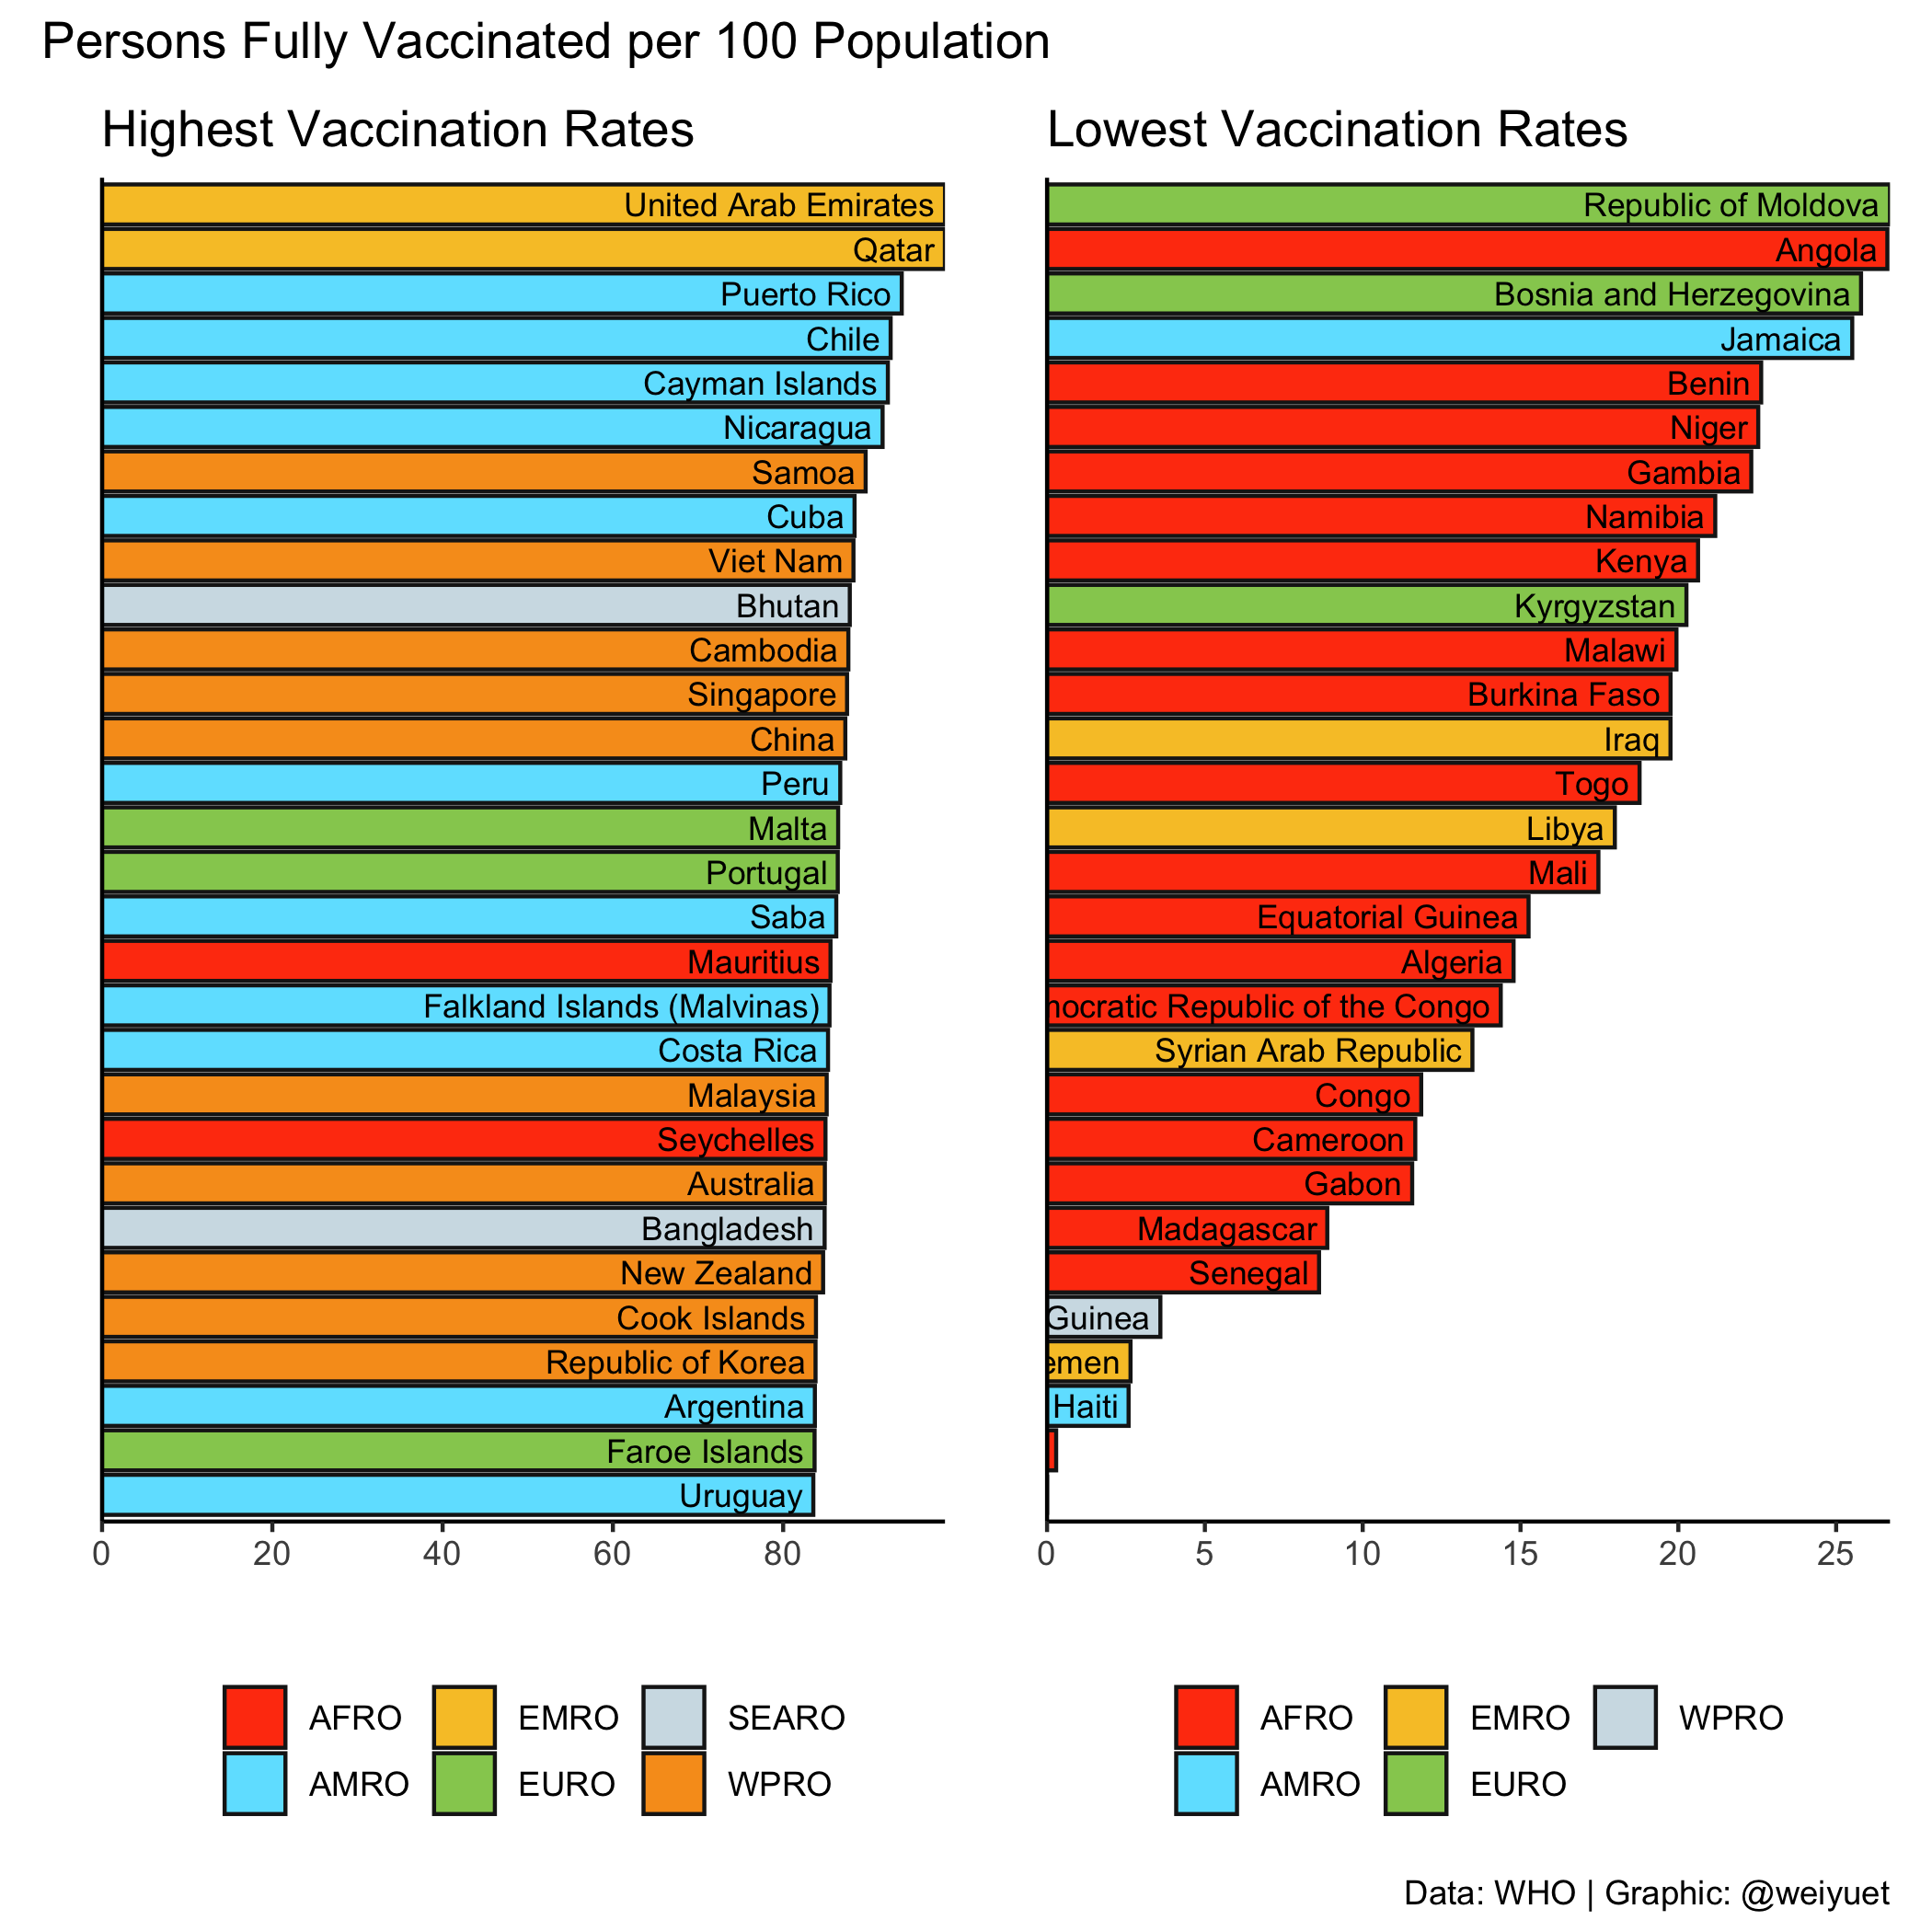 Persons Fully Vaccinated per 100 Population
Highest Vaccination Rates
United Arab Emirates
Qatar
Puerto Rico
Chile
Cayman Islands
Nicaragua
Samoa
Cuba
Viet Nam
Bhutan
Cambodia
Singapore
China
Peru
Malta
Portugal
Saba
Mauritius
Falkland Islands (Malvinas)
Costa Rica
Malaysia
Seychelles
Australia
Bangladesh
New Zealand
Cook Islands
Republic of Korea
Argentina
Faroe Islands
Uruguay
0 20 40 60 80
AFRO EMRO SEARO
AMRO EURO WPRO
Lowest Vaccination Rates
Republic of Moldova
Angola
Bosnia and Herzegovina
Jamaica
Benin
Niger
Gambia
Namibia
Kenya
Kyrgyzstan
Malawi
Burkina Faso
Iraq
Togo
Libya
Mali
Equatorial Guinea
Algeria
mocratic Republic of the Congo
Syrian Arab Republic
Congo
Cameroon
Gabon
Madagascar
Senegal
Guinea
emen
Haiti
0 5 10 15 20 25
AFRO EMRO WPRO
AMRO EURO
Data: WHO | Graphic: @weiyuet